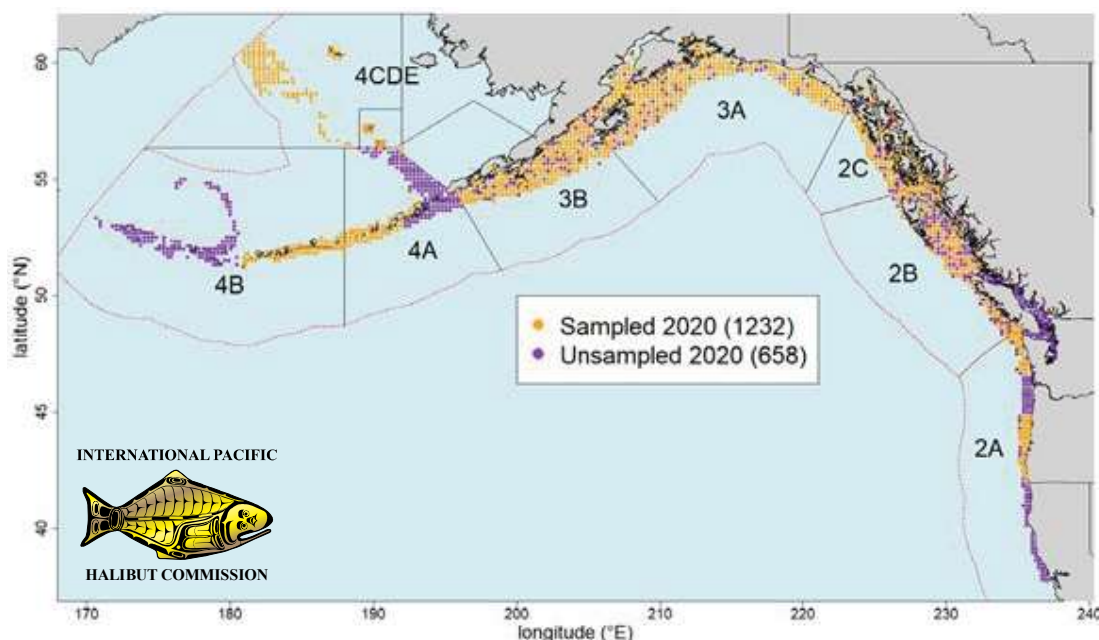 60
55
50
45
40
latitude (°N)
4CDE
3A
2C
3B
4A
2B
4B
Sampled 2020 (1232)
Unsampled 2020 (658)
2A
INTERNATIONAL PACIFIC
HALIBUT COMMISSION
170
180
190
200
210
220
230
240
longitude (°E)